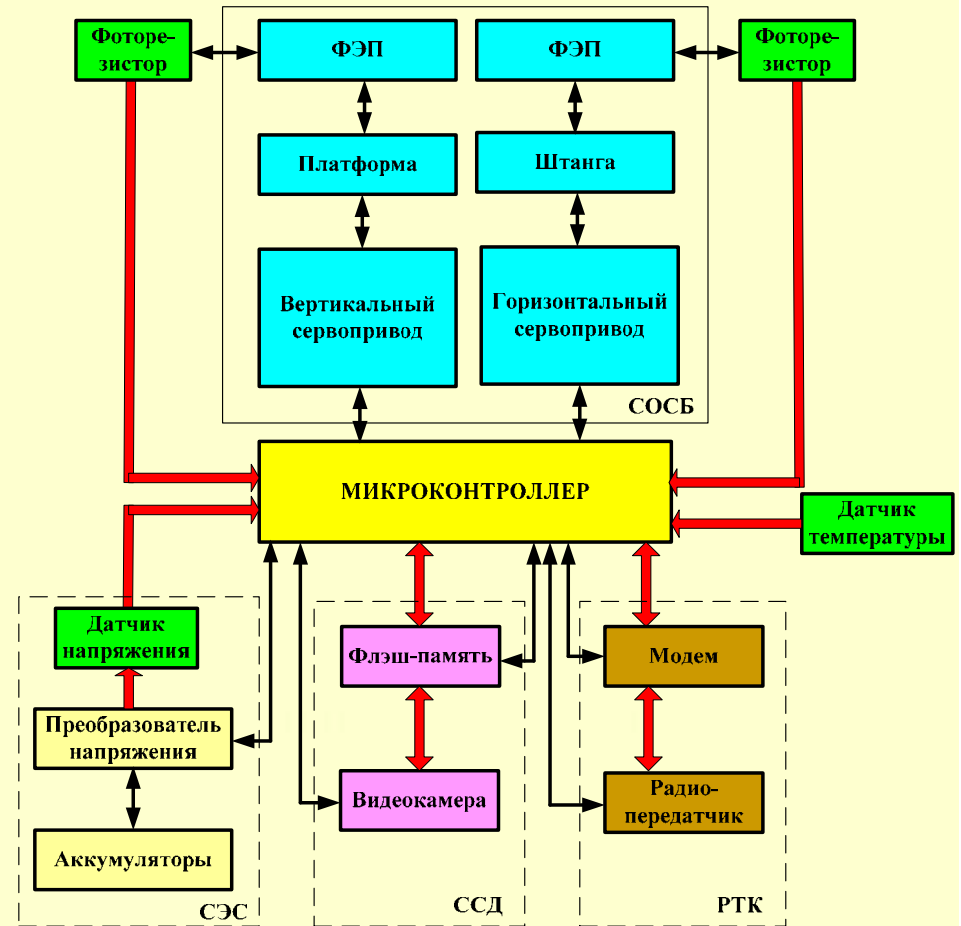 Фоторе-
зистор
ФЭП
ФЭП
Фоторе-
зистор
Платформа
Штанга
Вертикальный
сервопривод
Горизонтальный
сервопривод
СОСБ
МИКРОКОНТРОЛЛЕР
Датчик
температуры
Датчик
напряжения
Преобразователь
напряжения
Аккумуляторы
СЭС
Флэш-память
Видеокамера
ССД
Модем
Радио-
передатчик
РТК